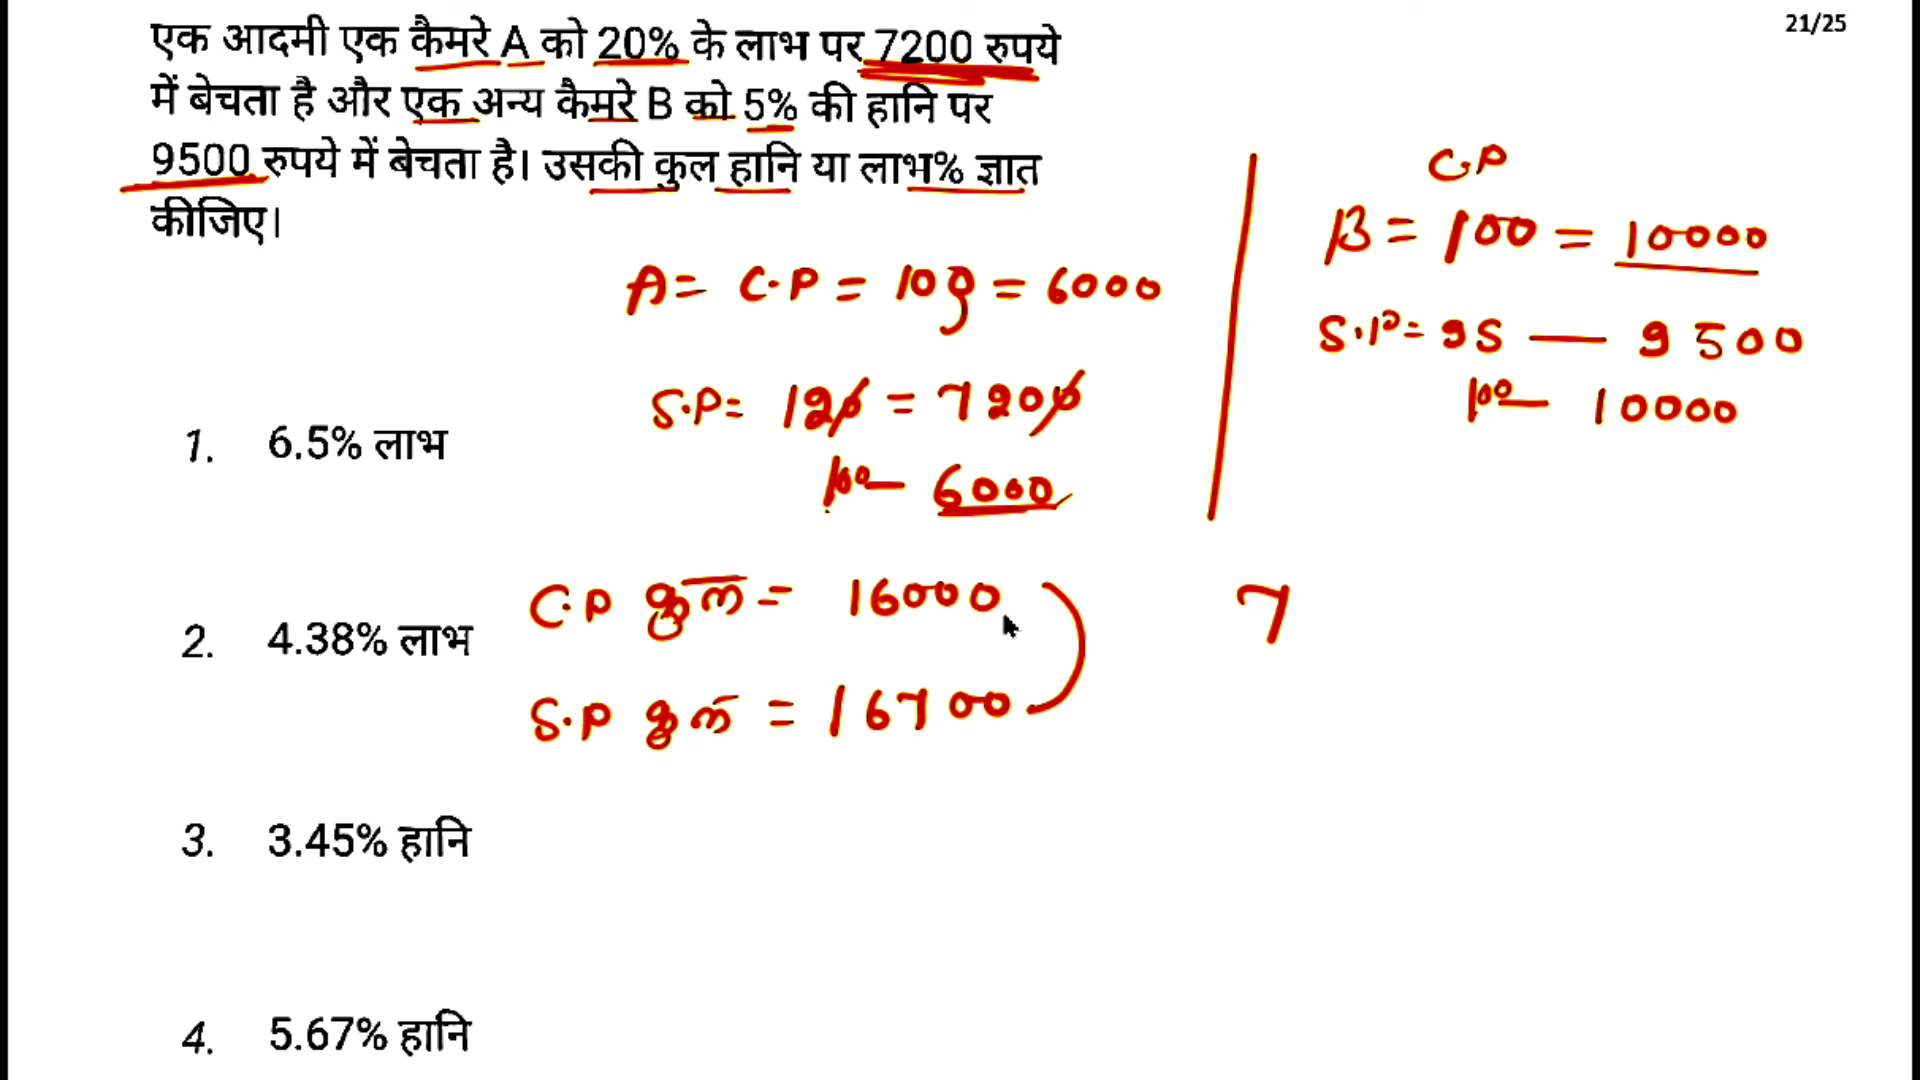 21/25
एक आदमी एक कैमरे A को 20% के लाभ पर 7200 रुपये
में बेचता है और एक अन्य कैमरे B को 5% की हानि पर
9500 रुपये में बेचता है। उसकी कुल हानि या लाभ% ज्ञात
कीजिए।
C.P
B = 100 = 10000
S.P = 95 — 9500
100 — 10000
A = C.P = 100 = 6000
S.P = 120 = 7200
100 — 6000
1. 6.5% लाभ
C.P कुल = 16000
7
2. 4.38% लाभ
S.P कुल = 16700
3. 3.45% हानि
4. 5.67% हानि